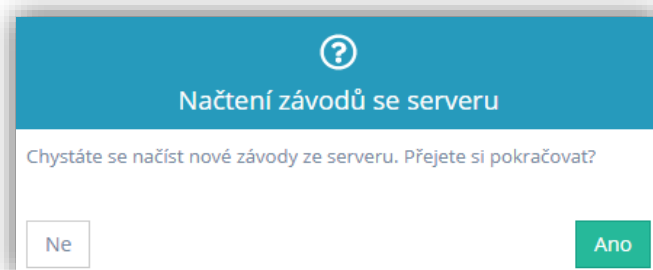 Načtení závodů se serveru
Chystáte se načíst nové závody ze serveru. Přejete si pokračovat?
Ne
Ano